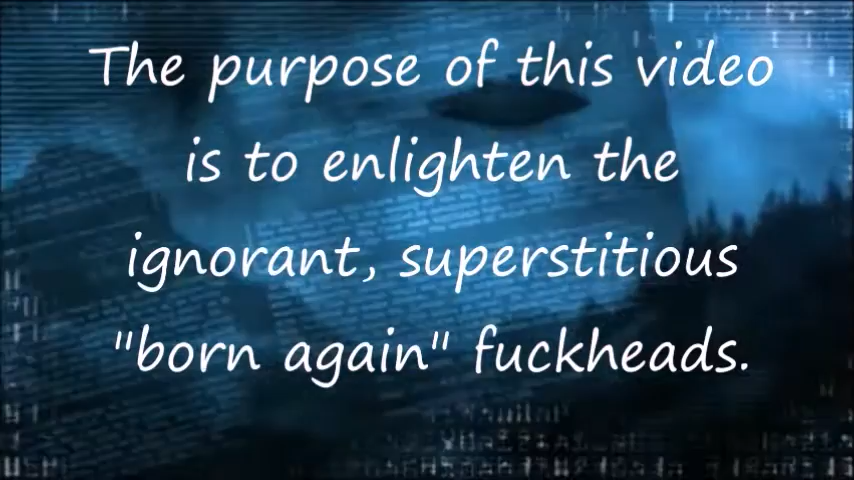 The purpose of this video
is to enlighten the
ignorant, superstitious
"born again" fuckheads.